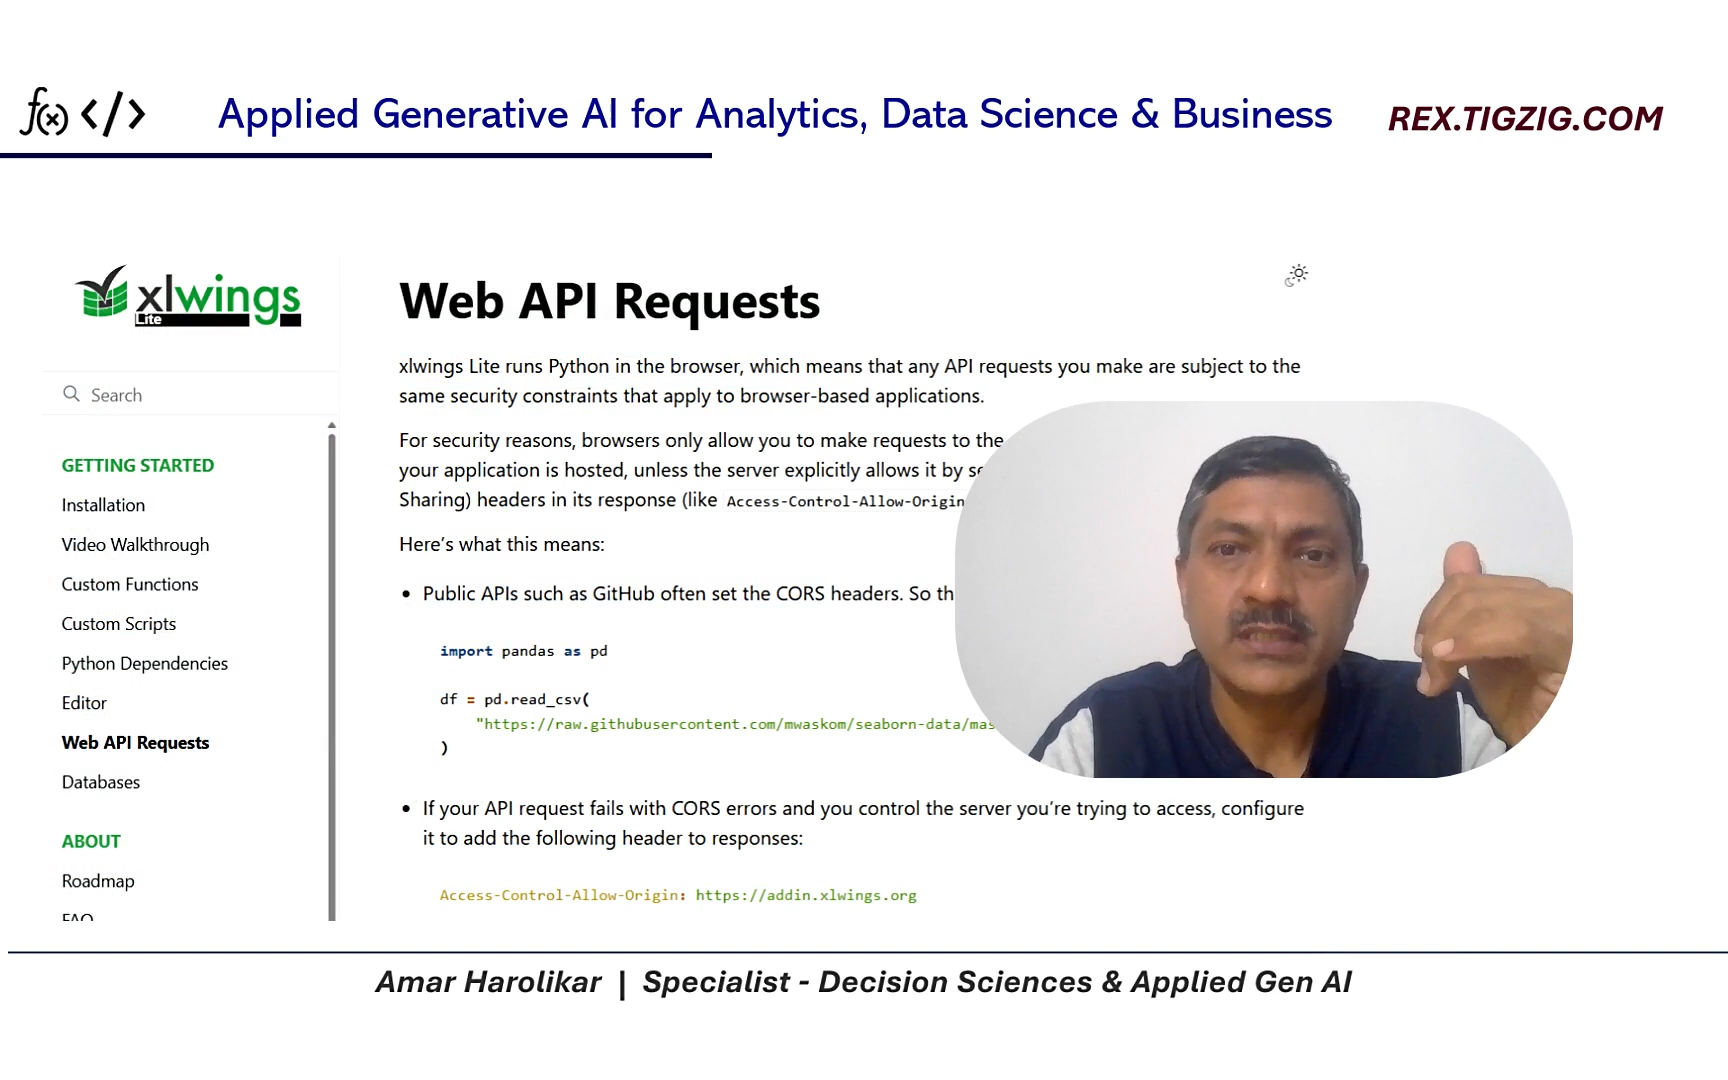 f(x) </>
Applied Generative AI for Analytics, Data Science & Business
REX.TIGZIG.COM
xlwings
Lite
Search
GETTING STARTED
Installation
Video Walkthrough
Custom Functions
Custom Scripts
Python Dependencies
Editor
Web API Requests
Databases
ABOUT
Roadmap
FAQ
Web API Requests
xlwings Lite runs Python in the browser, which means that any API requests you make are subject to the
same security constraints that apply to browser-based applications.
For security reasons, browsers only allow you to make requests to the
your application is hosted, unless the server explicitly allows it by
Sharing) headers in its response (like Access-Control-Allow-Origin
Here’s what this means:
• Public APIs such as GitHub often set the CORS headers. So
import pandas as pd
df = pd.read_csv(
"https://raw.githubusercontent.com/mwaskom/seaborn-data/mas
)
• If your API request fails with CORS errors and you control the server you’re trying to access, configure
it to add the following header to responses:
Access-Control-Allow-Origin: https://addin.xlwings.org
Amar Harolikar | Specialist - Decision Sciences & Applied Gen AI